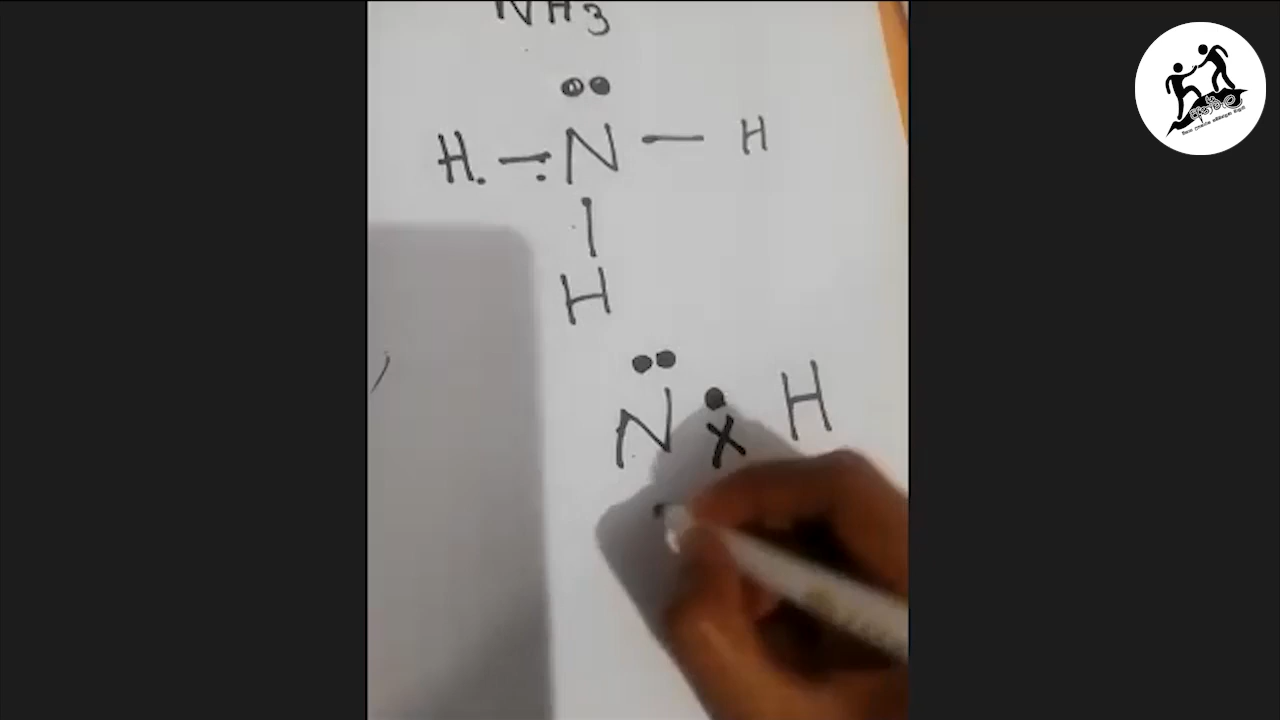 NH3
●●
H. — : N — H
|
H
●●
N ● H
X